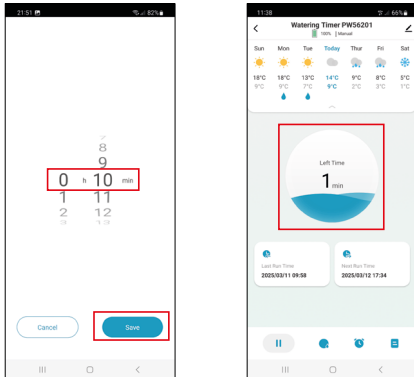 21:51
82%
8
9
0 h 10 min
1 11
2 12
3 13
Cancel
Save
11:38
66%
Watering Timer PW56201
100% | Manual
Sun Mon Tue Today Thur Fri Sat
18°C 18°C 13°C 14°C 9°C 8°C 5°C
9°C 9°C 7°C 9°C 2°C 3°C 1°C
Left Time
1 min
Last Run Time
2025/03/11 09:58
Next Run Time
2025/03/12 17:34